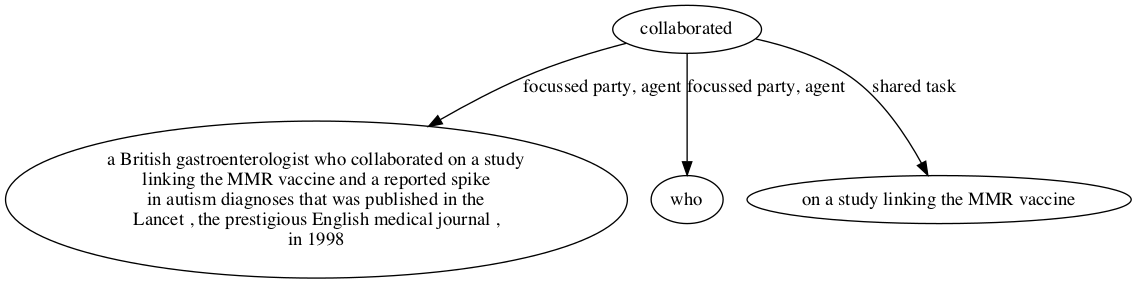 collaborated
focussed party, agent
focussed party, agent
shared task
a British gastroenterologist who collaborated on a study
linking the MMR vaccine and a reported spike
in autism diagnoses that was published in the
Lancet , the prestigious English medical journal ,
in 1998
who
on a study linking the MMR vaccine